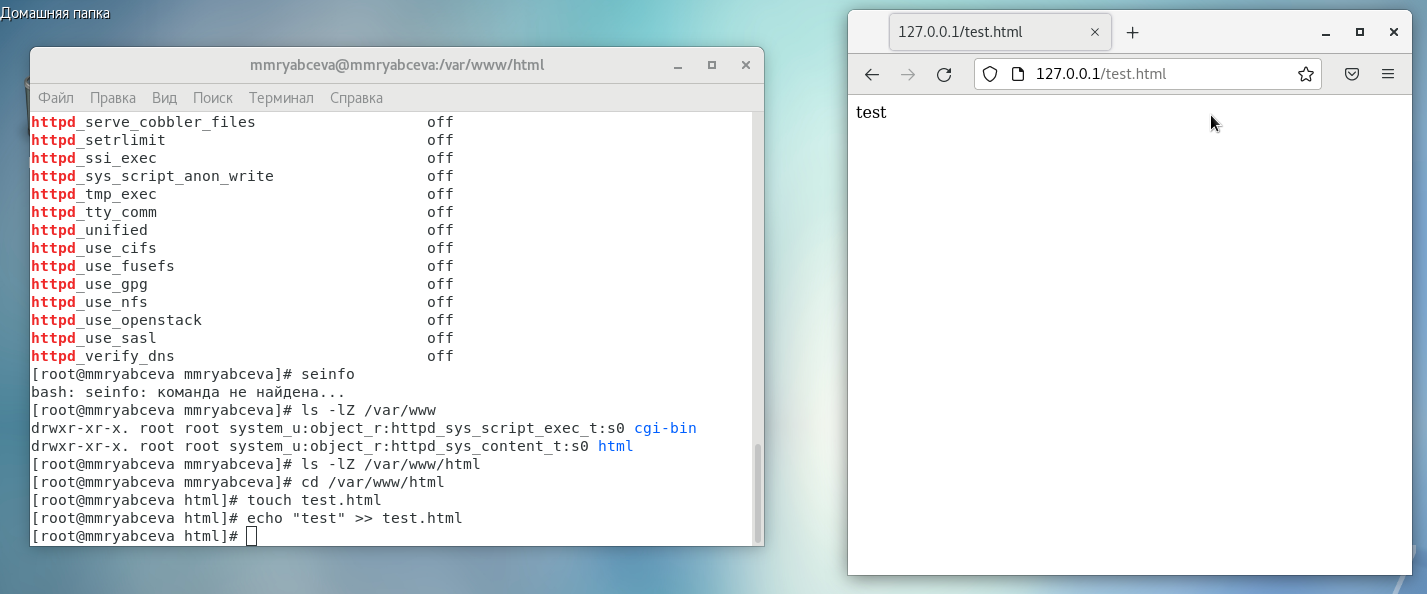 Домашняя папка
mmryabceva@mmryabceva:/var/www/html
Файл Правка Вид Поиск Терминал Справка
httpd_serve_cobbler_files off
httpd_setrlimit off
httpd_ssi_exec off
httpd_sys_script_anon_write off
httpd_tmp_exec off
httpd_tty_comm off
httpd_unified off
httpd_use_cifs off
httpd_use_fusefs off
httpd_use_gpg off
httpd_use_nfs off
httpd_use_openstack off
httpd_use_sasl off
httpd_verify_dns off
[root@mmryabceva mmryabceva]# seinfo
bash: seinfo: команда не найдена...
[root@mmryabceva mmryabceva]# ls -lZ /var/www
drwxr-xr-x. root root system_u:object_r:httpd_sys_script_exec_t:s0 cgi-bin
drwxr-xr-x. root root system_u:object_r:httpd_sys_content_t:s0 html
[root@mmryabceva mmryabceva]# ls -lZ /var/www/html
[root@mmryabceva mmryabceva]# cd /var/www/html
[root@mmryabceva html]# touch test.html
[root@mmryabceva html]# echo "test" >> test.html
[root@mmryabceva html]#
127.0.0.1/test.html
127.0.0.1/test.html
test